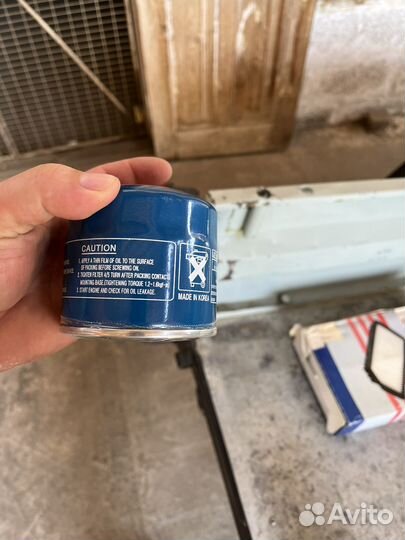 CAUTION
1. APPLY A THIN FILM OF OIL TO THE SURFACE
OF PACKING BEFORE SCREWING OIL.
2. TIGHTEN FILTER 4/5 TURN AFTER PACKING CONTACT
MOUNTING BASE.(TIGHTENING TORQUE 1.2~1.6kgf
3. START ENGINE AND CHECK FOR OIL LEAKAGE.
MADE IN KOREA
Avito